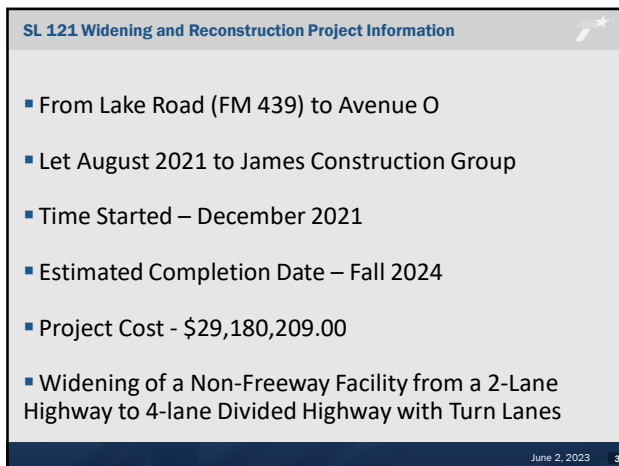 SL 121 Widening and Reconstruction Project Information
▪ From Lake Road (FM 439) to Avenue O
▪ Let August 2021 to James Construction Group
▪ Time Started – December 2021
▪ Estimated Completion Date – Fall 2024
▪ Project Cost - $29,180,209.00
▪ Widening of a Non-Freeway Facility from a 2-Lane
Highway to 4-lane Divided Highway with Turn Lanes
June 2, 2023 3